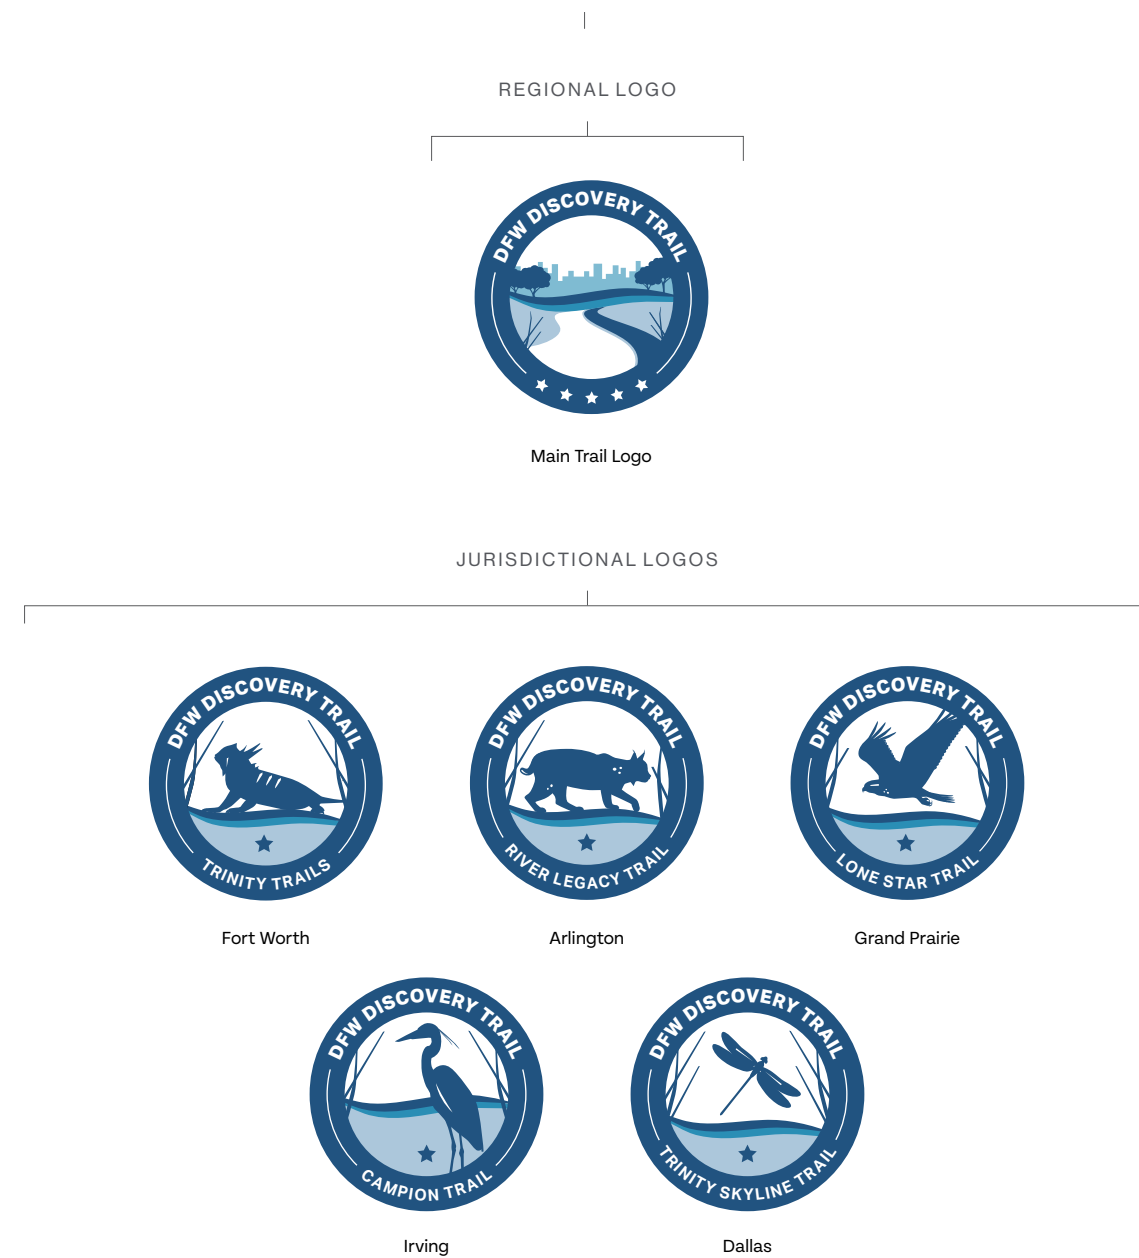 REGIONAL LOGO
DFW DISCOVERY TRAIL
Main Trail Logo
JURISDICTIONAL LOGOS
DFW DISCOVERY TRAIL
TRINITY TRAILS
Fort Worth
DFW DISCOVERY TRAIL
RIVER LEGACY TRAIL
Arlington
DFW DISCOVERY TRAIL
LONE STAR TRAIL
Grand Prairie
DFW DISCOVERY TRAIL
CAMPION TRAIL
Irving
DFW DISCOVERY TRAIL
TRINITY SKYLINE TRAIL
Dallas